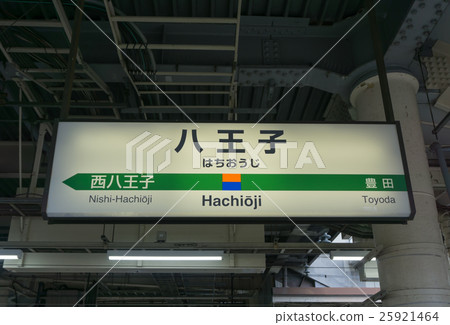 八王子
はちおうじ
西八王子
豊田
Nishi-Hachiōji
Hachiōji
Toyoda
PIXTA
25921464